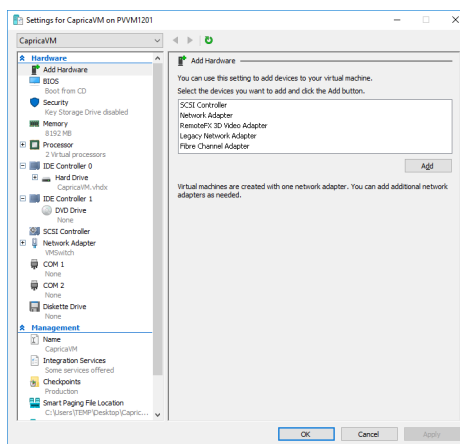 Settings for CapricaVM on PVVM1201
CapricaVM
Hardware
Add Hardware
BIOS
Boot from CD
Security
Key Storage Drive disabled
Memory
8192 MB
Processor
2 Virtual processors
IDE Controller 0
Hard Drive
CapricaVM.vhdx
IDE Controller 1
DVD Drive
None
SCSI Controller
Network Adapter
VMSwitch
COM 1
None
COM 2
None
Diskette Drive
None
Management
Name
CapricaVM
Integration Services
Some services offered
Checkpoints
Production
Smart Paging File Location
C:\Users\TEMP\Desktop\Capric...
Add Hardware
You can use this setting to add devices to your virtual machine.
Select the devices you want to add and click the Add button.
SCSI Controller
Network Adapter
RemoteFX 3D Video Adapter
Legacy Network Adapter
Fibre Channel Adapter
Add
Virtual machines are created with one network adapter. You can add additional network
adapters as needed.
OK
Cancel
Apply